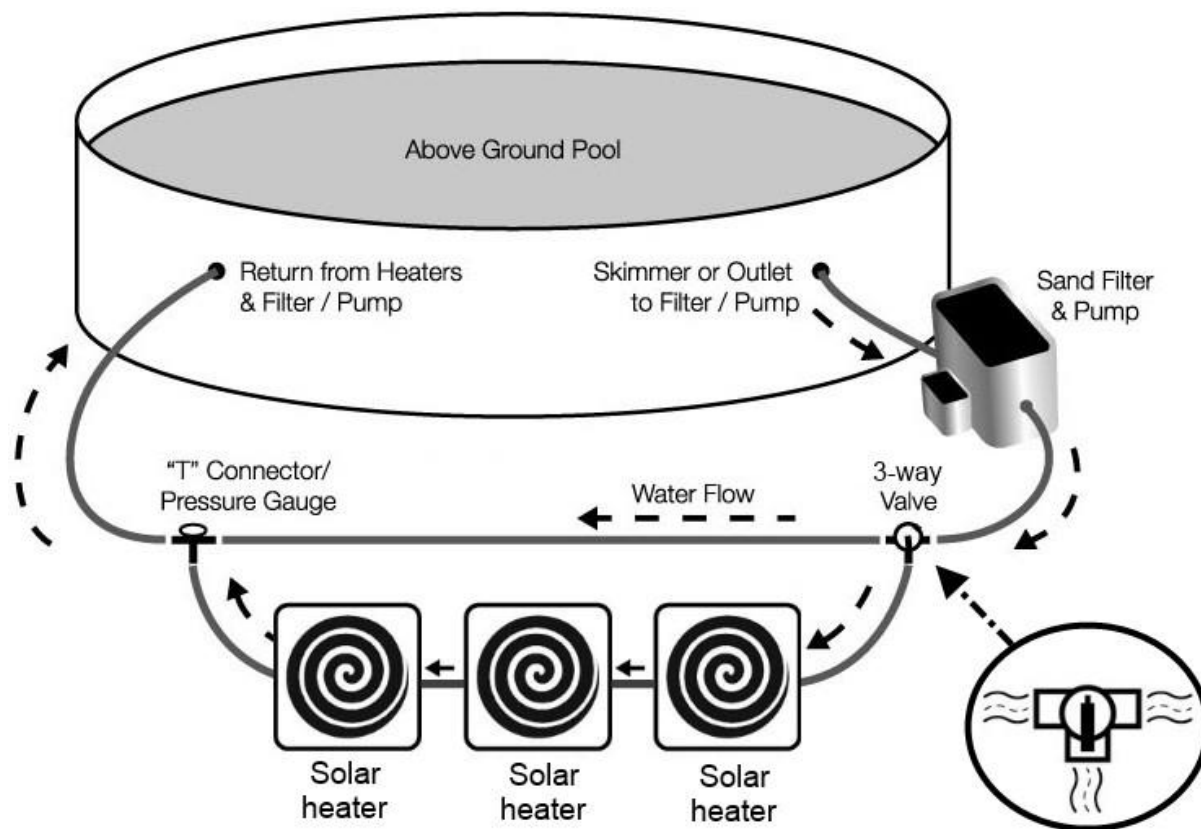 Above Ground Pool
Return from Heaters
& Filter / Pump
Skimmer or Outlet
to Filter / Pump
Sand Filter
& Pump
“T” Connector/
Pressure Gauge
Water Flow
3-way
Valve
Solar
heater
Solar
heater
Solar
heater